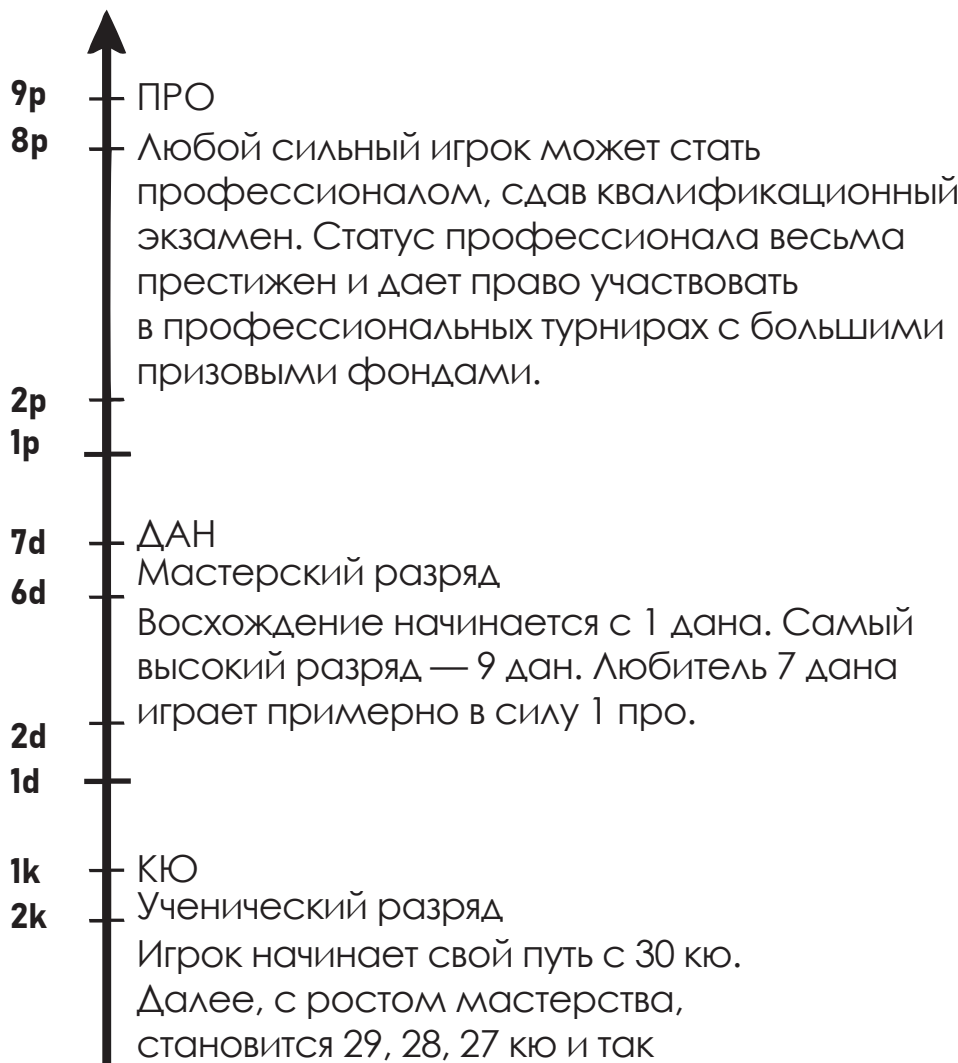 9p ПРО
8p Любой сильный игрок может стать
профессионалом, сдав квалификационный
экзамен. Статус профессионала весьма
престижен и дает право участвовать
в профессиональных турнирах с большими
призовыми фондами.
2p
1p
7d ДАН
Мастерский разряд
6d
Восхождение начинается с 1 дана. Самый
высокий разряд — 9 дан. Любитель 7 дана
играет примерно в силу 1 про.
2d
1d
1k КЮ
2k Ученический разряд
Игрок начинает свой путь с 30 кю.
Далее, с ростом мастерства,
становится 29, 28, 27 кю и так